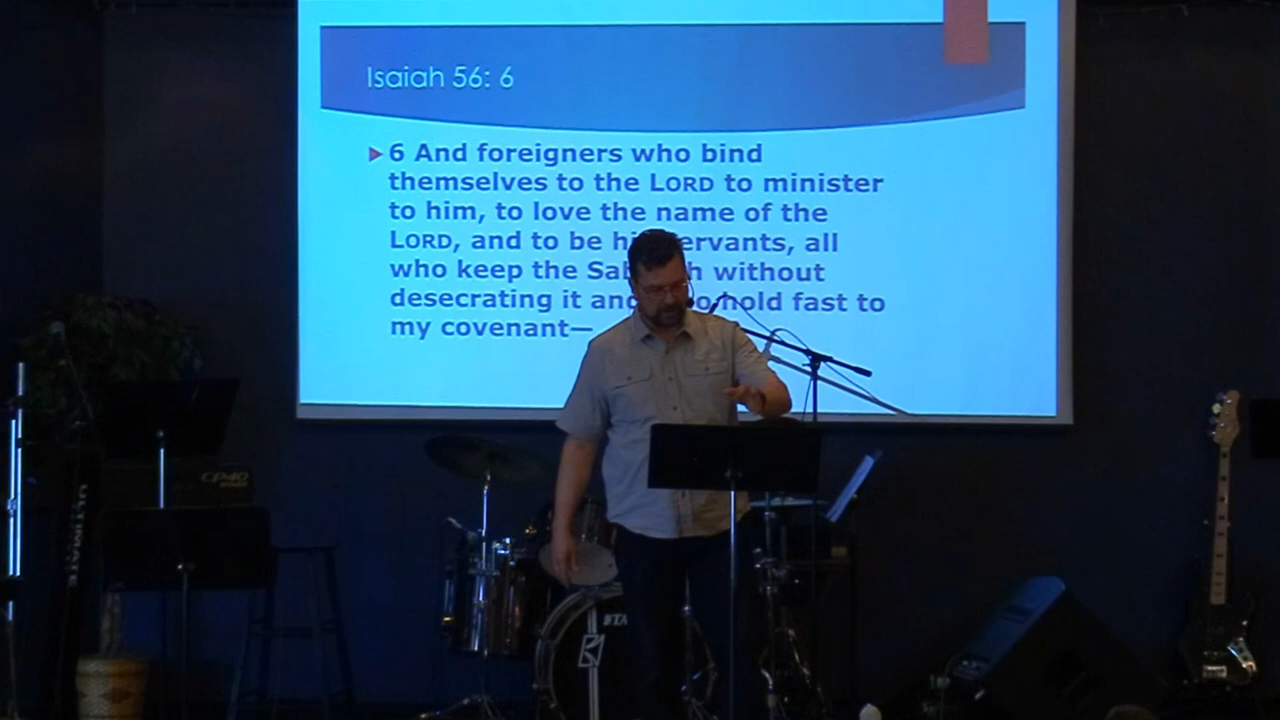 Isaiah 56: 6
6 And foreigners who bind
themselves to the LORD to minister
to him, to love the name of the
LORD, and to be ervants, all
who keep the without
desecrating it hold fast to
my covenant—
CP40
ULTIMATE